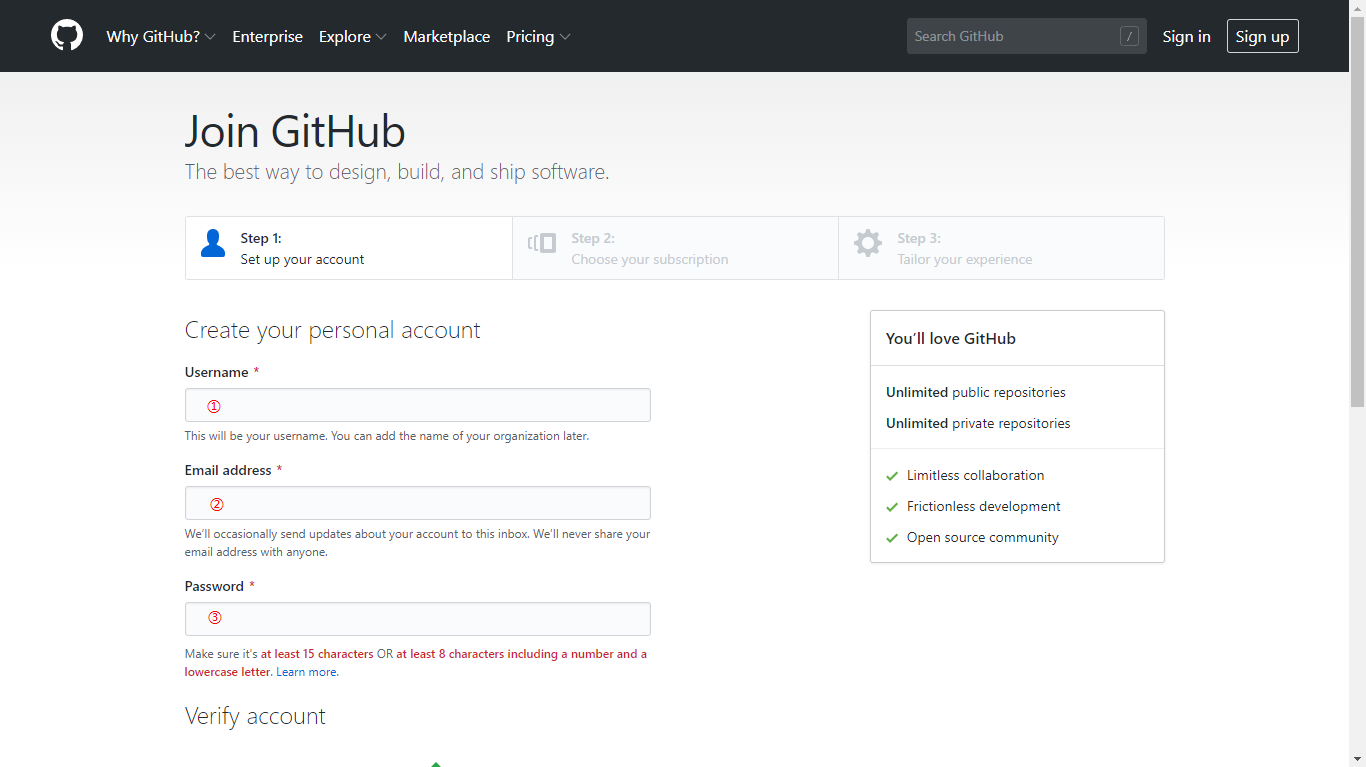 Why GitHub? Enterprise Explore Marketplace Pricing Search GitHub / Sign in Sign up
Join GitHub
The best way to design, build, and ship software.
Step 1:
Set up your account
Step 2:
Choose your subscription
Step 3:
Tailor your experience
Create your personal account
Username *
①
This will be your username. You can add the name of your organization later.
Email address *
②
We’ll occasionally send updates about your account to this inbox. We’ll never share your
email address with anyone.
Password *
③
Make sure it's at least 15 characters OR at least 8 characters including a number and a
lowercase letter. Learn more.
Verify account
You’ll love GitHub
Unlimited public repositories
Unlimited private repositories
Limitless collaboration
Frictionless development
Open source community